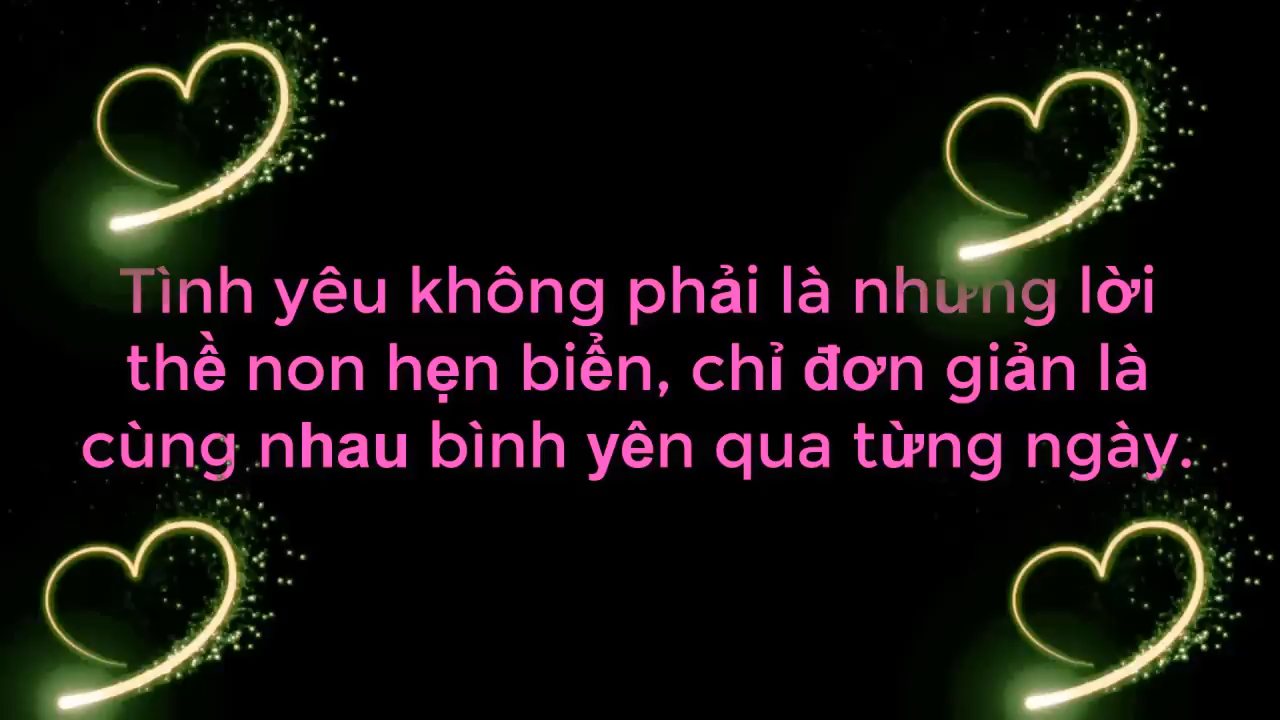 Tình yêu không phải là những lời
thề non hẹn biển, chỉ đơn giản là
cùng nhau bình yên qua từng ngày.